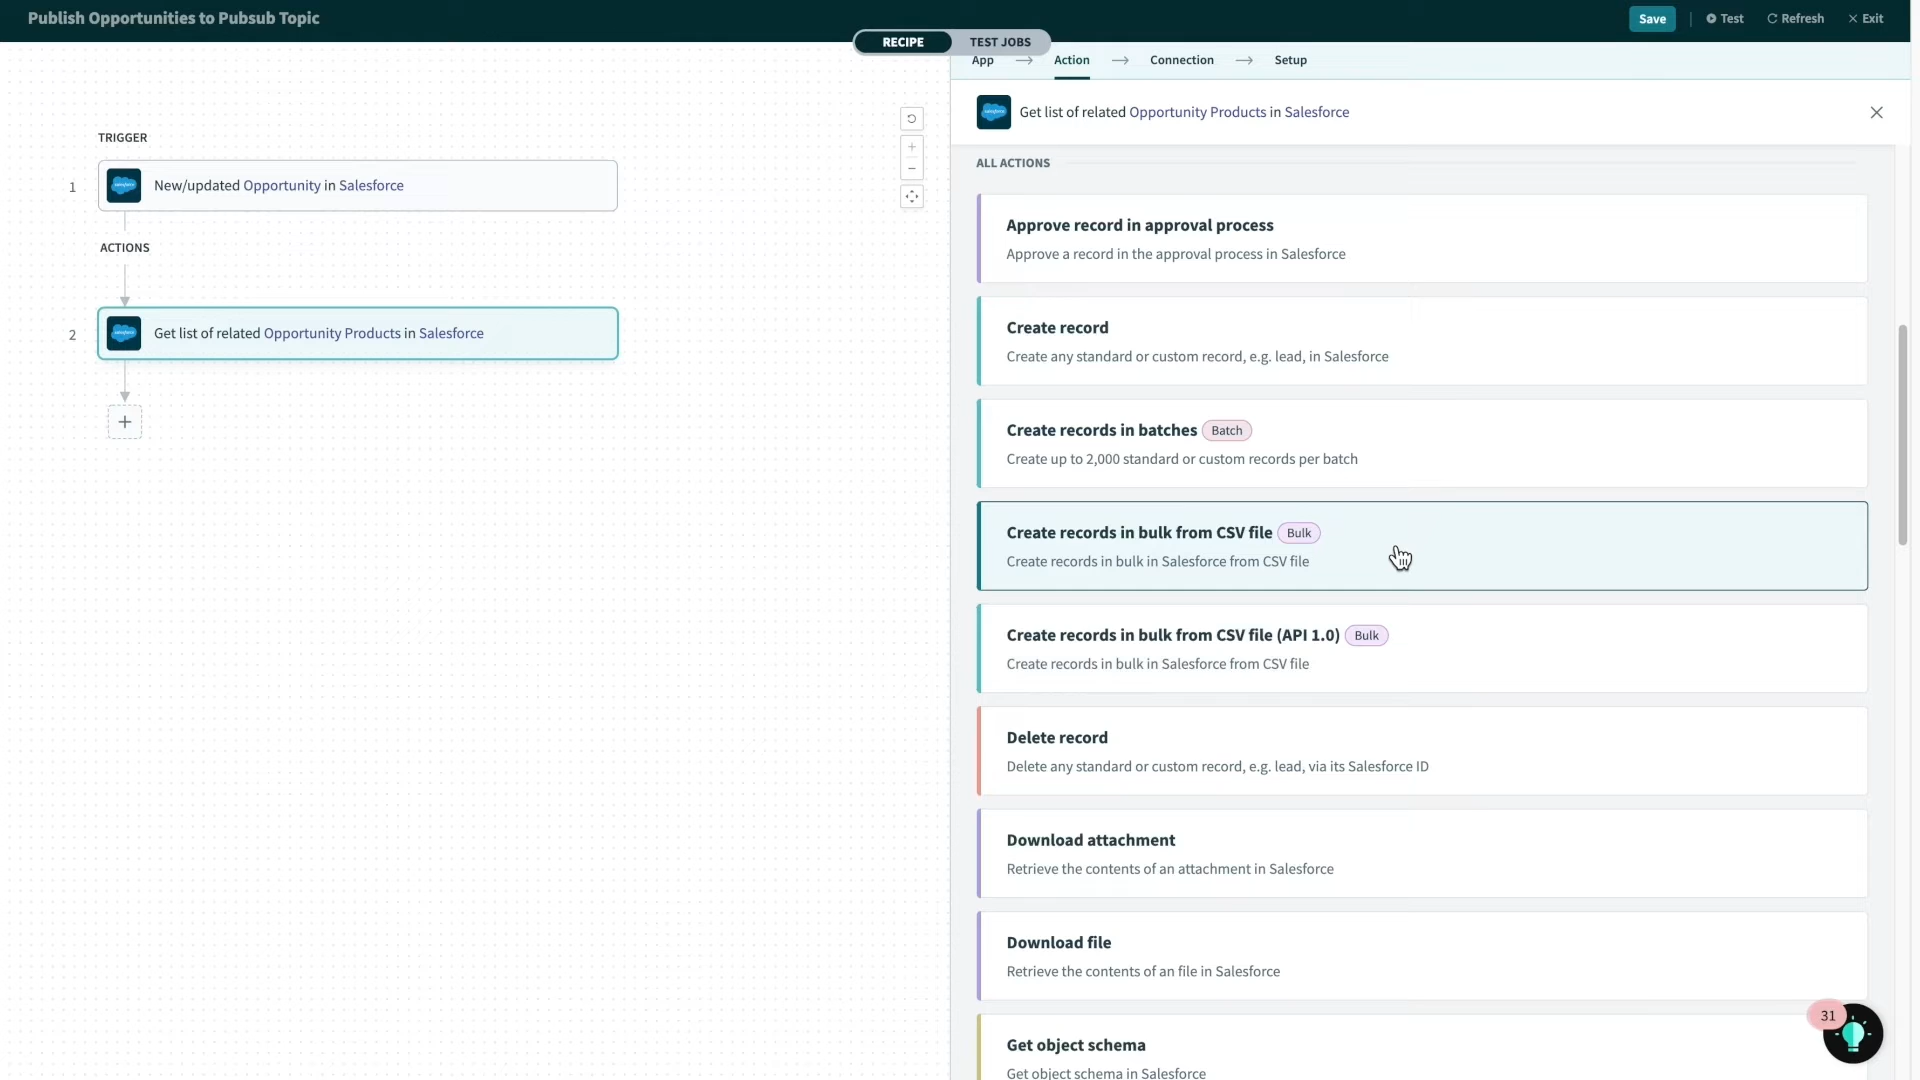 Publish Opportunities to Pubsub Topic
Save
Test
Refresh
Exit
RECIPE
TEST JOBS
App
Action
Connection
Setup
Get list of related Opportunity Products in Salesforce
TRIGGER
1
New/updated Opportunity in Salesforce
ACTIONS
2
Get list of related Opportunity Products in Salesforce
ALL ACTIONS
Approve record in approval process
Approve a record in the approval process in Salesforce
Create record
Create any standard or custom record, e.g. lead, in Salesforce
Create records in batches Batch
Create up to 2,000 standard or custom records per batch
Create records in bulk from CSV file Bulk
Create records in bulk in Salesforce from CSV file
Create records in bulk from CSV file (API 1.0) Bulk
Create records in bulk in Salesforce from CSV file
Delete record
Delete any standard or custom record, e.g. lead, via its Salesforce ID
Download attachment
Retrieve the contents of an attachment in Salesforce
Download file
Retrieve the contents of an file in Salesforce
31
Get object schema
Get object schema in Salesforce